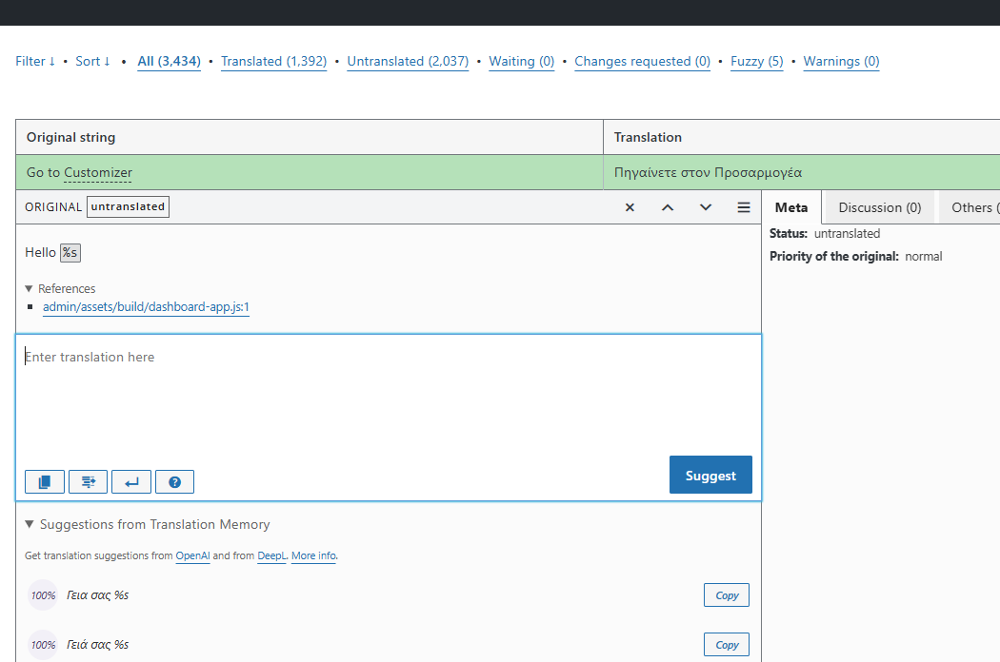 Filter ↓ • Sort ↓ • All (3,434) • Translated (1,392) • Untranslated (2,037) • Waiting (0) • Changes requested (0) • Fuzzy (5) • Warnings (0)
Original string Translation
Go to Customizer Πηγαίνετε στον Προσαρμογέα
ORIGINAL untranslated
Meta Discussion (0) Others (
Status: untranslated
Priority of the original: normal
Hello %s
▼ References
▪ admin/assets/build/dashboard-app.js:1
Enter translation here
Suggest
▼ Suggestions from Translation Memory
Get translation suggestions from OpenAI and from DeepL. More info.
100% Γεια σας %s Copy
100% Γειά σας %s Copy